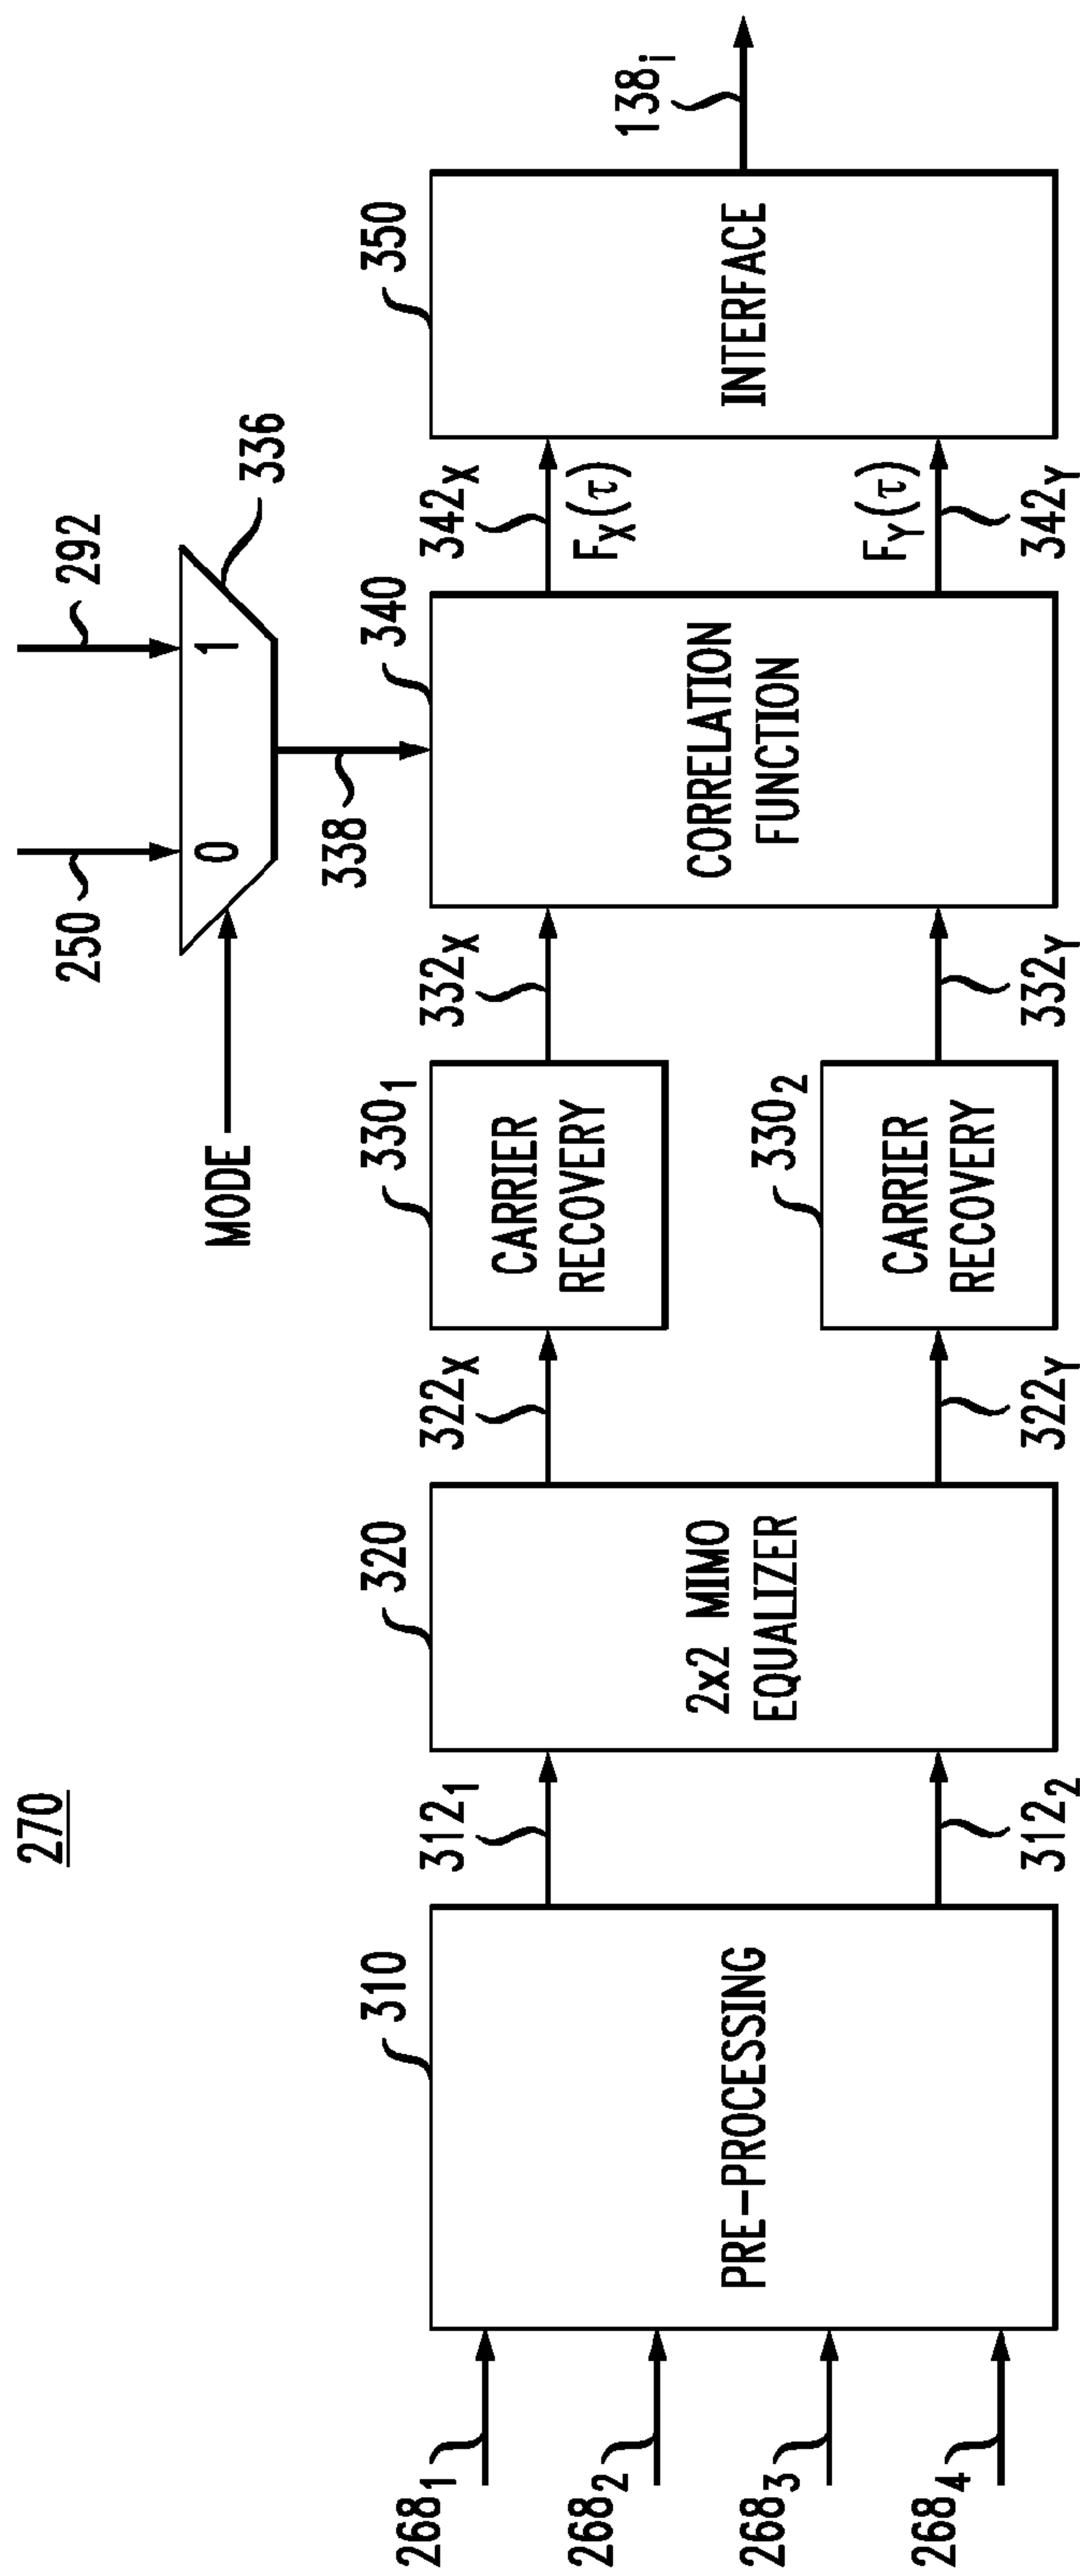 270
250
292
0
1
336
MODE
338
310
320
330₁
340
350
268₁
268₂
268₃
268₄
PRE-PROCESSING
312₁
312₂
2x2 MIMO
EQUALIZER
322X
322Y
CARRIER
RECOVERY
330₂
CARRIER
RECOVERY
332X
332Y
CORRELATION
FUNCTION
342X
FX(τ)
FY(τ)
342Y
INTERFACE
138i